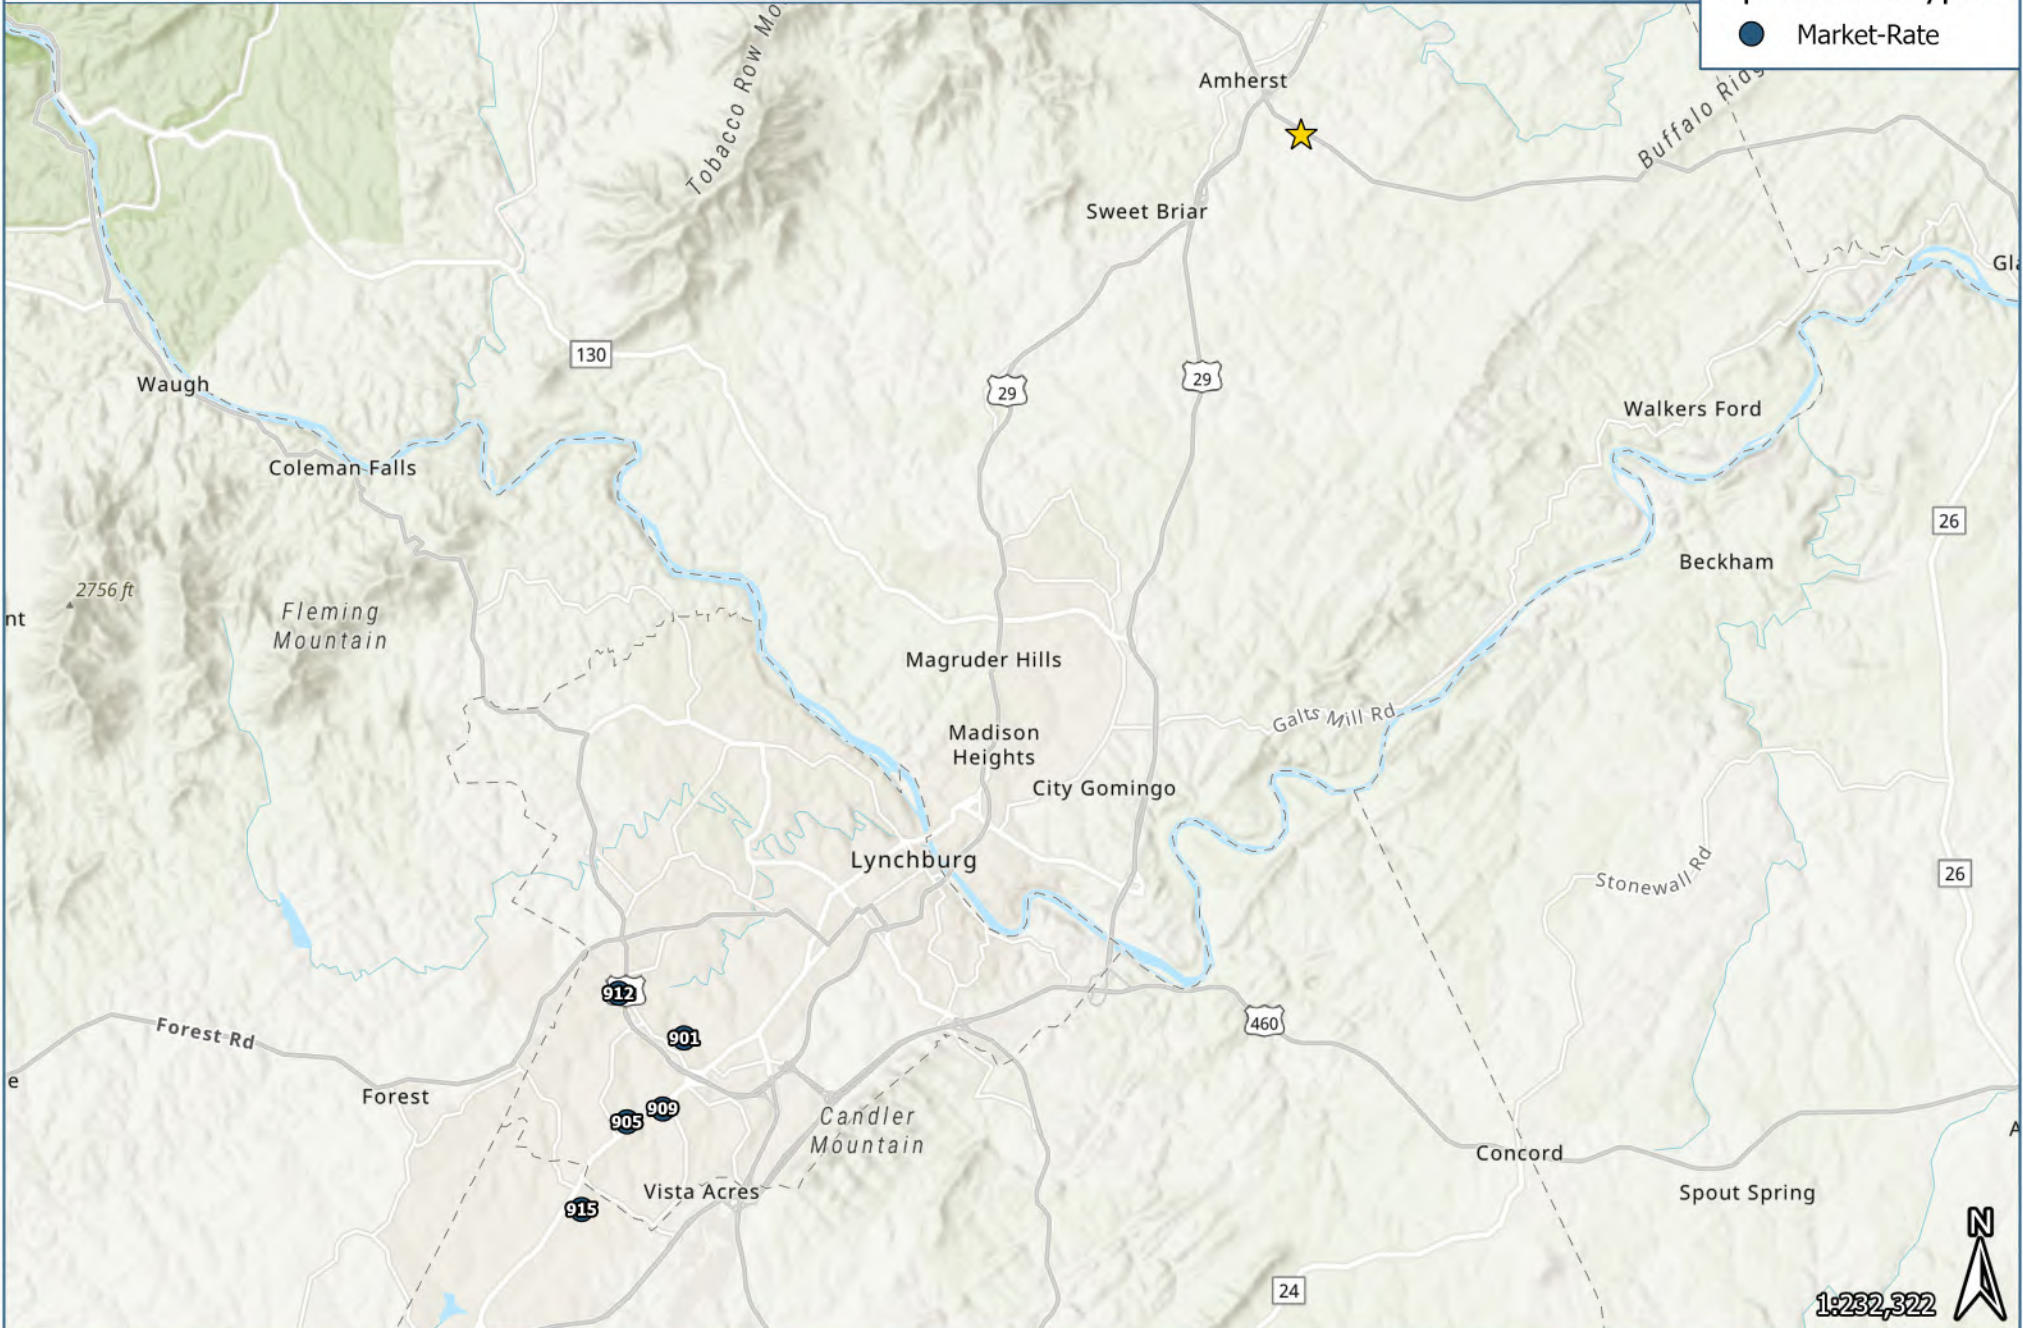 Market-Rate
Tobacco Row Mo
Amherst
Buffalo Ridg
Sweet Briar
Gla
130
29
29
Waugh
Walkers Ford
Coleman Falls
26
Beckham
2756 ft
nt
Fleming
Mountain
Magruder Hills
Galts Mill Rd
Madison
Heights
City Gomingo
Lynchburg
Stonewall Rd
26
912
Forest Rd
460
901
e
Forest
909
905
Candler
Mountain
A
Concord
Vista Acres
Spout Spring
915
N
24
1:232,322